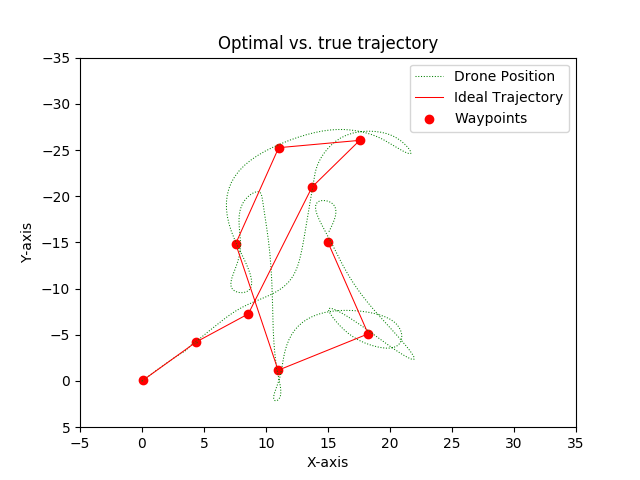 Optimal vs. true trajectory
Drone Position
Ideal Trajectory
Waypoints
Y-axis
−35
−30
−25
−20
−15
−10
−5
0
5
−5 0 5 10 15 20 25 30 35
X-axis